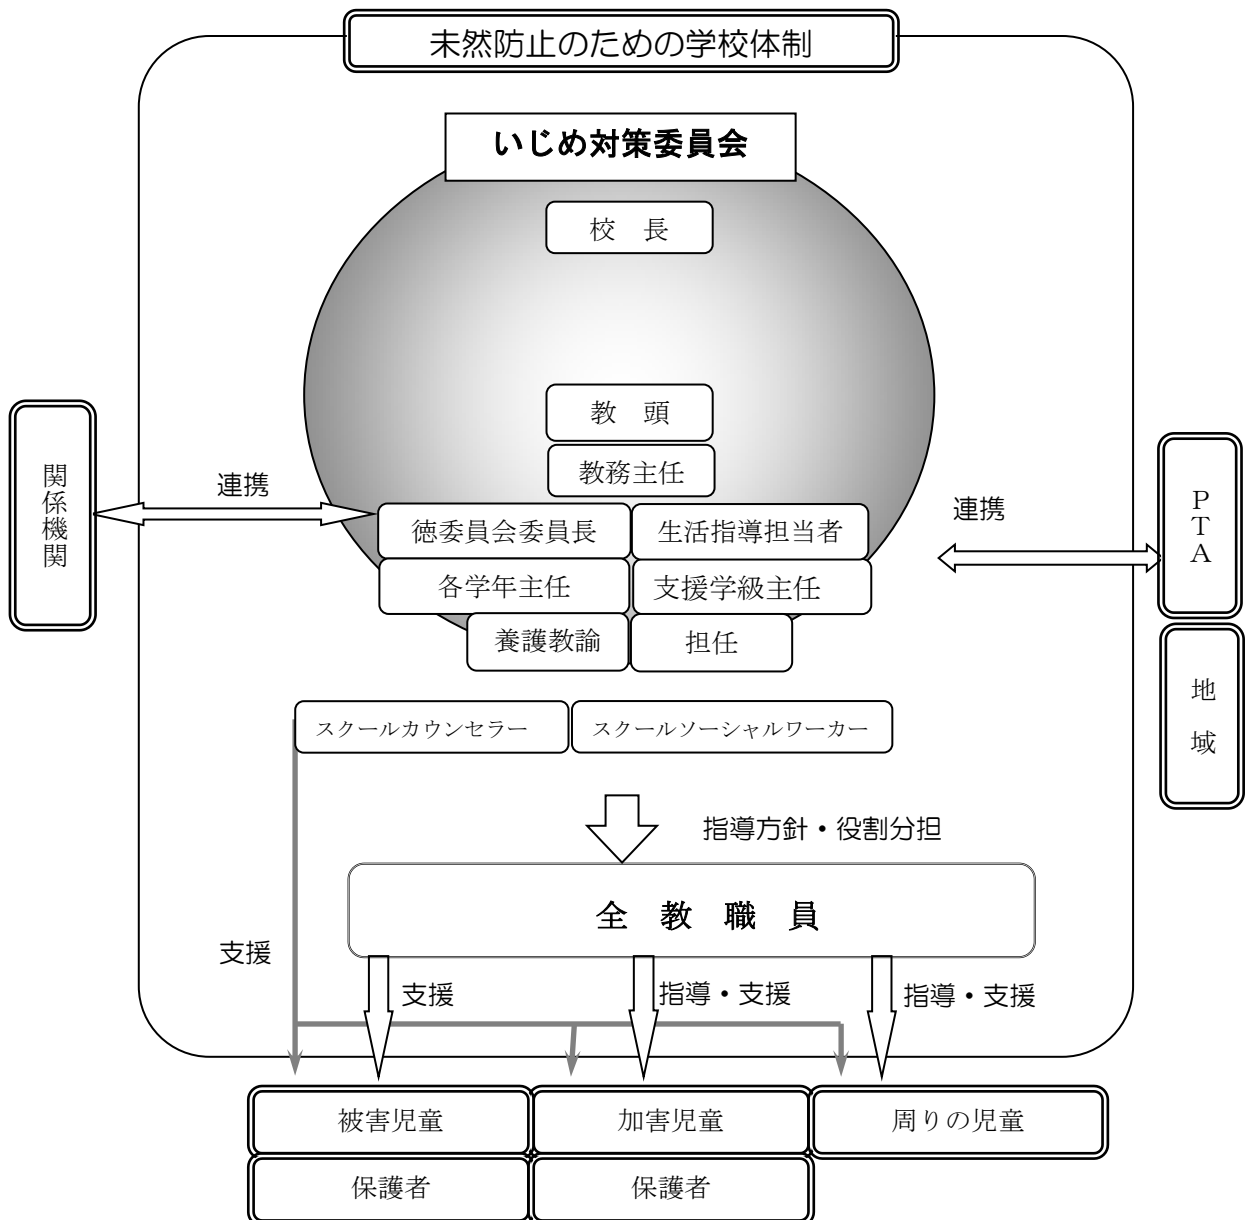 未然防止のための学校体制
いじめ対策委員会
校　長
教　頭
教務主任
徳委員会委員長
生活指導担当者
各学年主任
支援学級主任
養護教諭
担任
関係機関
連携
連携
PTA
地　域
スクールカウンセラー
スクールソーシャルワーカー
指導方針・役割分担
全　教　職　員
支援
支援
指導・支援
指導・支援
被害児童
加害児童
周りの児童
保護者
保護者